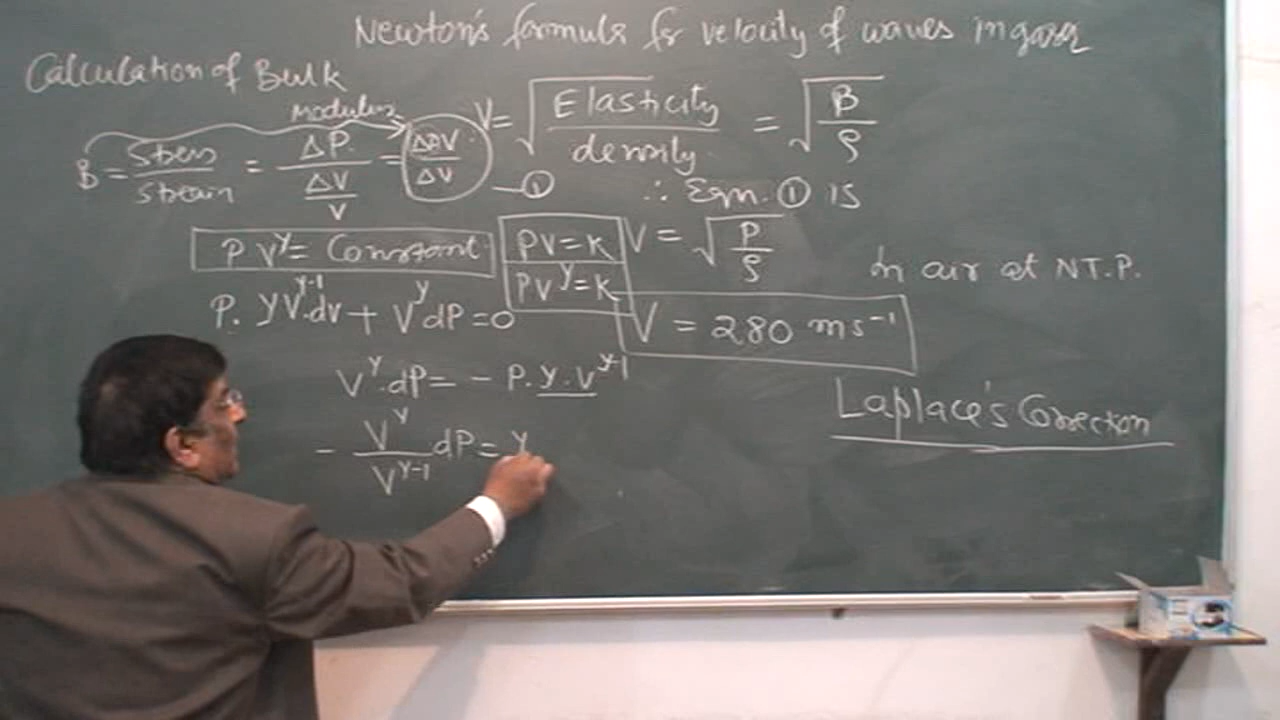 Newton's formula for velocity of waves in gases
Calculation of Bulk
modulus
B = Stress/Strain = ΔP/(ΔV/V) = ΔPV/ΔV —①
V = √(Elasticity/density) = √(B/ρ)
∴ Eqn. ① is
P V^γ = Constant
PV = K
PV^γ = K
V = √(P/ρ)
In air at N.T.P.
P. γV^γ-1.dv + V^γ dP = 0
V = 280 ms⁻¹
V^γ.dP = - P.γ.V^γ-1
Laplace's Correction
- V^γ/V^γ-1 dP = γ